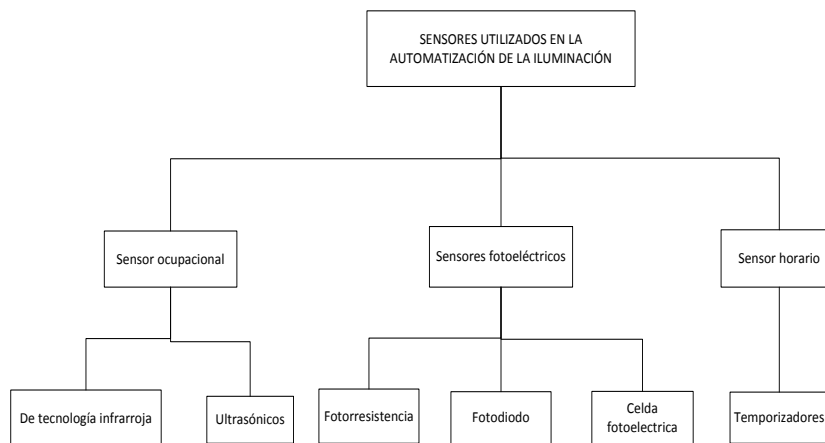 SENSORES UTILIZADOS EN LA
AUTOMATIZACIÓN DE LA ILUMINACIÓN
Sensor ocupacional
Sensores fotoeléctricos
Sensor horario
De tecnología infrarroja
Ultrasónicos
Fotorresistencia
Fotodiodo
Celda
fotoelectrica
Temporizadores